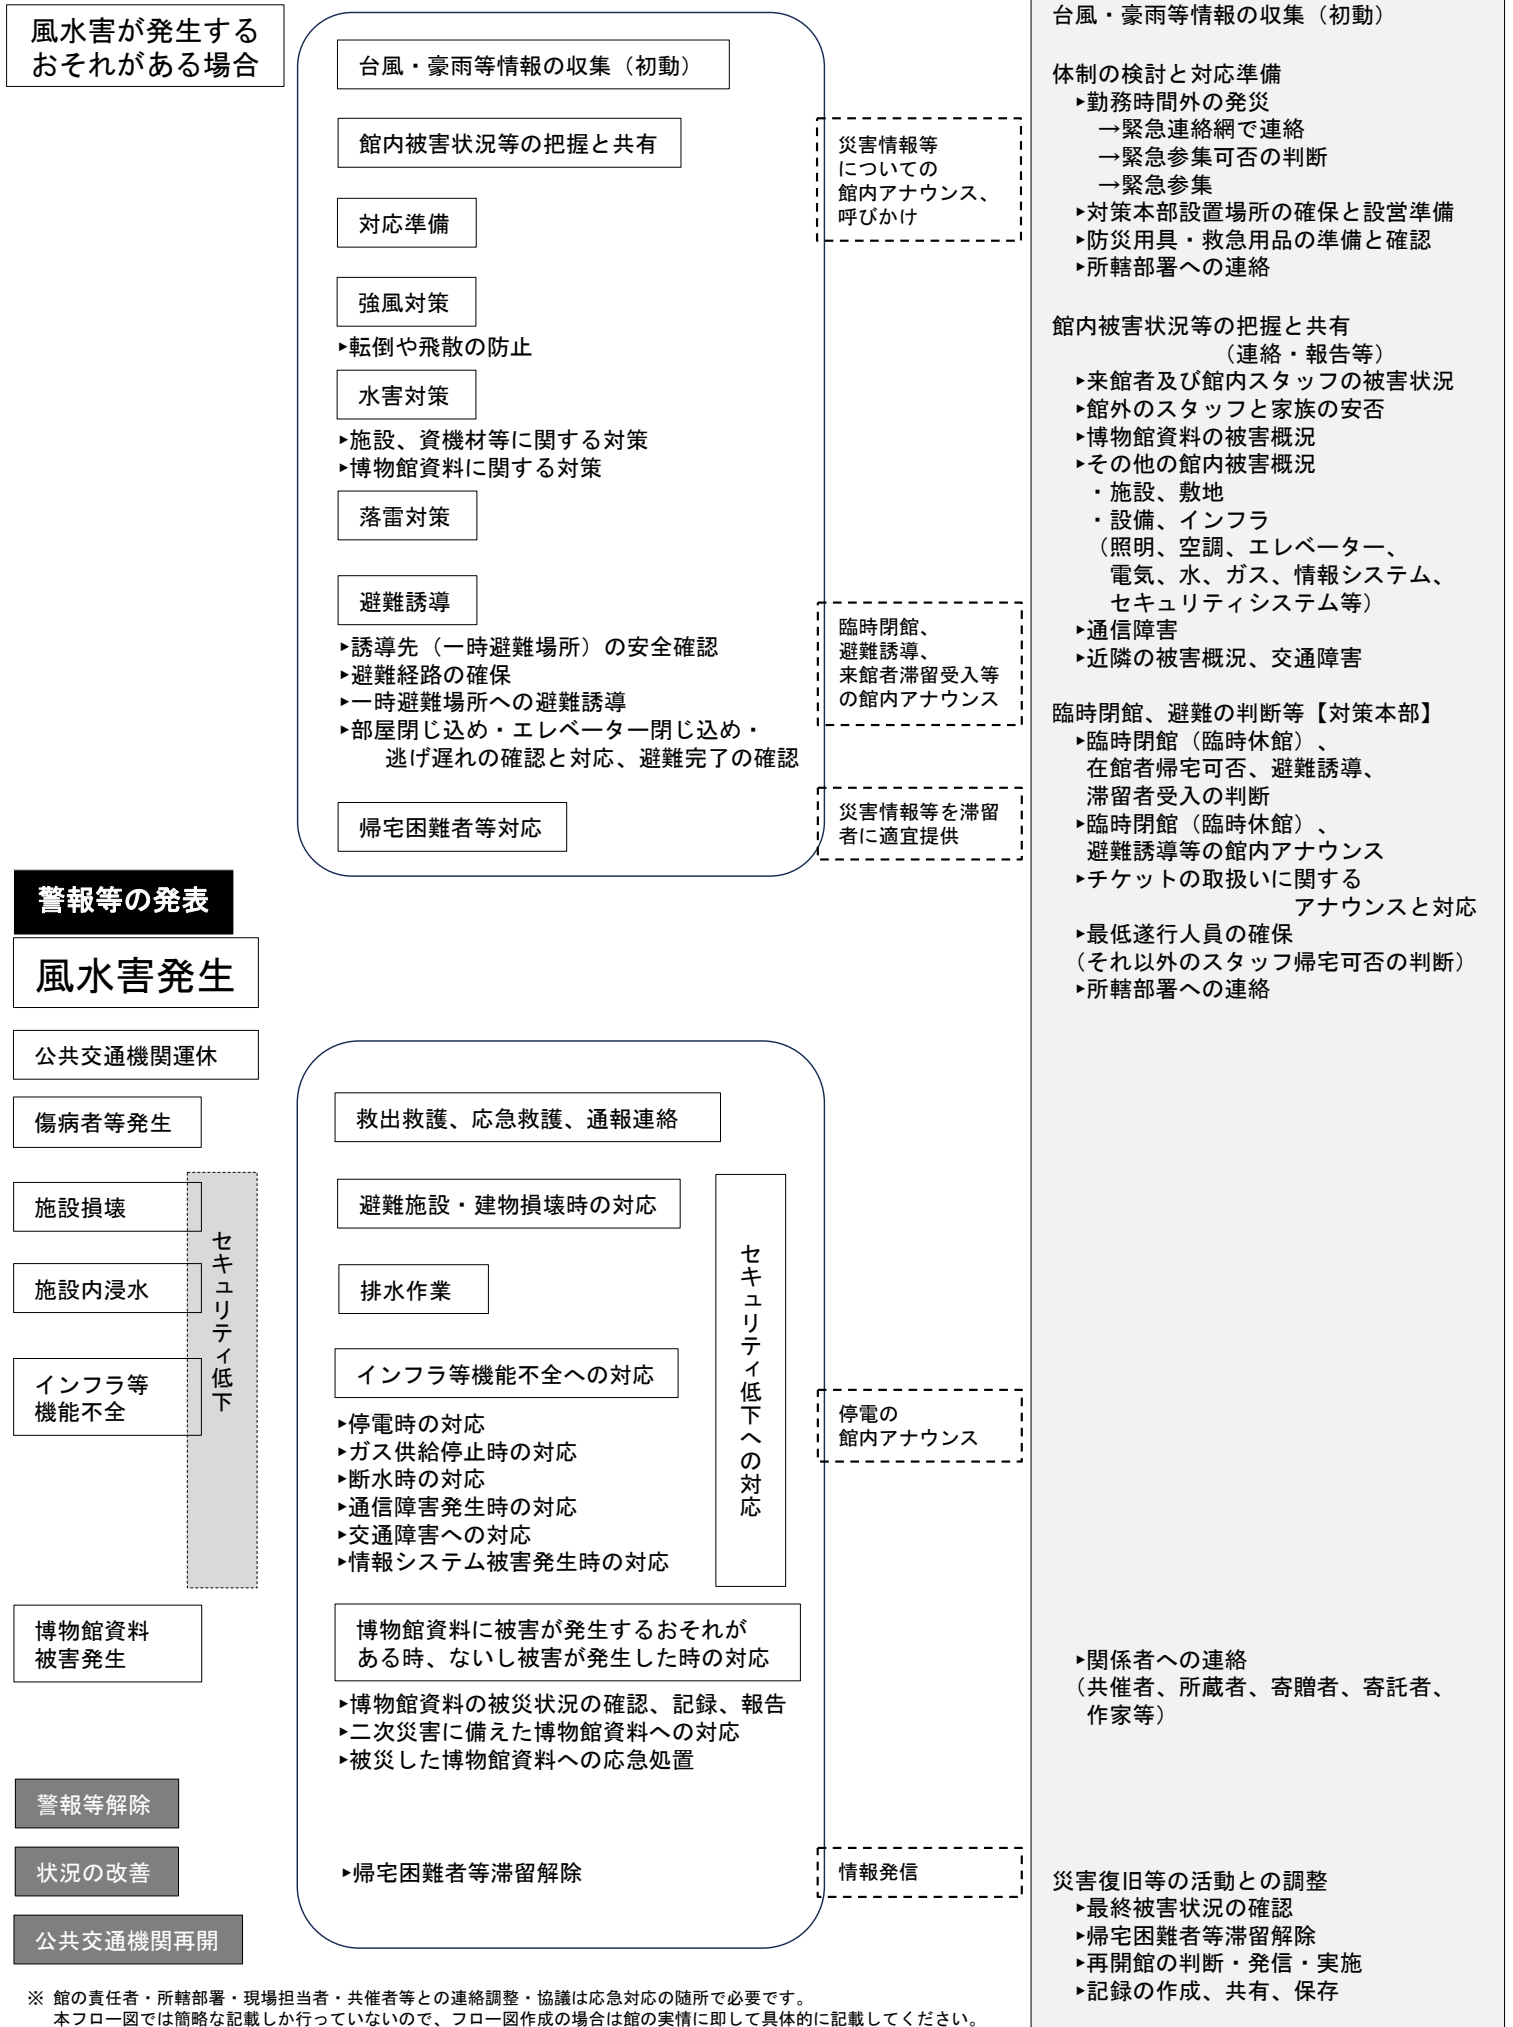 風水害が発生する
おそれがある場合
台風・豪雨等情報の収集（初動）
館内被害状況等の把握と共有
対応準備
強風対策
▶転倒や飛散の防止
水害対策
▶施設、資機材等に関する対策
▶博物館資料に関する対策
落雷対策
避難誘導
▶誘導先（一時避難場所）の安全確認
▶避難経路の確保
▶一時避難場所への避難誘導
▶部屋閉じ込め・エレベーター閉じ込め・
逃げ遅れの確認と対応、避難完了の確認
帰宅困難者等対応
災害情報等
についての
館内アナウンス、
呼びかけ
臨時閉館、
避難誘導、
来館者滞留受入等
の館内アナウンス
災害情報等を滞留
者に適宜提供
警報等の発表
風水害発生
公共交通機関運休
傷病者等発生
施設損壊
施設内浸水
インフラ等
機能不全
セキュリティ低下
博物館資料
被害発生
警報等解除
状況の改善
公共交通機関再開
救出救護、応急救護、通報連絡
避難施設・建物損壊時の対応
排水作業
インフラ等機能不全への対応
▶停電時の対応
▶ガス供給停止時の対応
▶断水時の対応
▶通信障害発生時の対応
▶交通障害への対応
▶情報システム被害発生時の対応
セキュリティ低下への対応
博物館資料に被害が発生するおそれが
ある時、ないし被害が発生した時の対応
▶博物館資料の被災状況の確認、記録、報告
▶二次災害に備えた博物館資料への対応
▶被災した博物館資料への応急処置
▶帰宅困難者等滞留解除
停電の
館内アナウンス
情報発信
台風・豪雨等情報の収集（初動）
体制の検討と対応準備
▶勤務時間外の発災
→緊急連絡網で連絡
→緊急参集可否の判断
→緊急参集
▶対策本部設置場所の確保と設営準備
▶防災用具・救急用品の準備と確認
▶所轄部署への連絡
館内被害状況等の把握と共有
（連絡・報告等）
▶来館者及び館内スタッフの被害状況
▶館外のスタッフと家族の安否
▶博物館資料の被害概況
▶その他の館内被害概況
・施設、敷地
・設備、インフラ
（照明、空調、エレベーター、
電気、水、ガス、情報システム、
セキュリティシステム等）
▶通信障害
▶近隣の被害概況、交通障害
臨時閉館、避難の判断等【対策本部】
▶臨時閉館（臨時休館）、
在館者帰宅可否、避難誘導、
滞留者受入の判断
▶臨時閉館（臨時休館）、
避難誘導等の館内アナウンス
▶チケットの取扱いに関する
アナウンスと対応
▶最低遂行人員の確保
（それ以外のスタッフ帰宅可否の判断）
▶所轄部署への連絡
▶関係者への連絡
（共催者、所蔵者、寄贈者、寄託者、
作家等）
災害復旧等の活動との調整
▶最終被害状況の確認
▶帰宅困難者等滞留解除
▶再開館の判断・発信・実施
▶記録の作成、共有、保存
※ 館の責任者・所轄部署・現場担当者・共催者等との連絡調整・協議は応急対応の随所で必要です。
本フロー図では簡略な記載しか行っていないので、フロー図作成の場合は館の実情に即して具体的に記載してください。